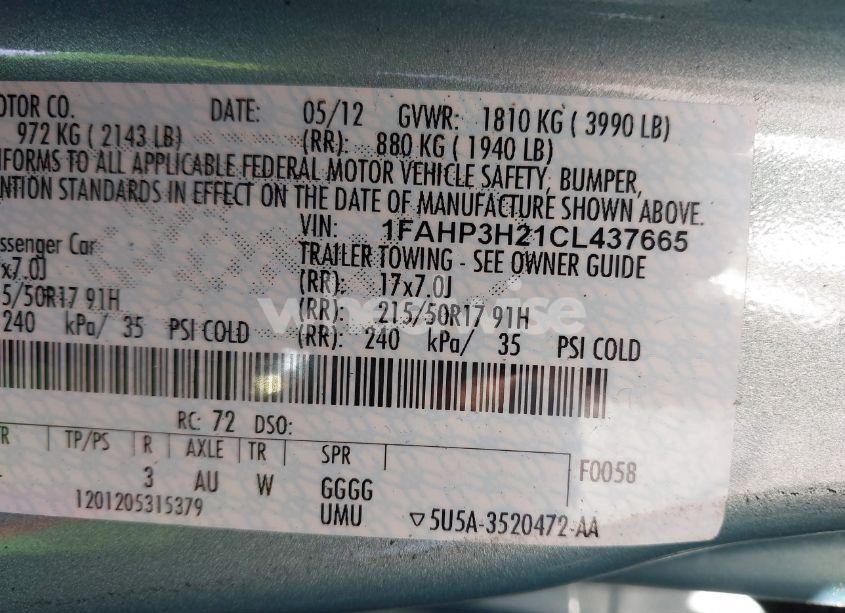 OTOR CO. DATE: 05/12 GVWR: 1810 KG ( 3990 LB)
972 KG ( 2143 LB) (RR): 880 KG ( 1940 LB)
IFORMS TO ALL APPLICABLE FEDERAL MOTOR VEHICLE SAFETY, BUMPER,
ENTION STANDARDS IN EFFECT ON THE DATE OF MANUFACTURE SHOWN ABOVE.
VIN: 1FAHP3H21CL437665
ssenger Car TRAILER TOWING - SEE OWNER GUIDE
x7.0J (RR): 17x7.0J
5/50R17 91H (RR): 215/50R17 91H
240 kPa/ 35 PSI COLD (RR): 240 kPa/ 35 PSI COLD
RC: 72 DSO:
TR TP/PS R AXLE TR SPR F0058
3 AU W GGGG
1201205315379 UMU ▽5U5A-3520472-AA